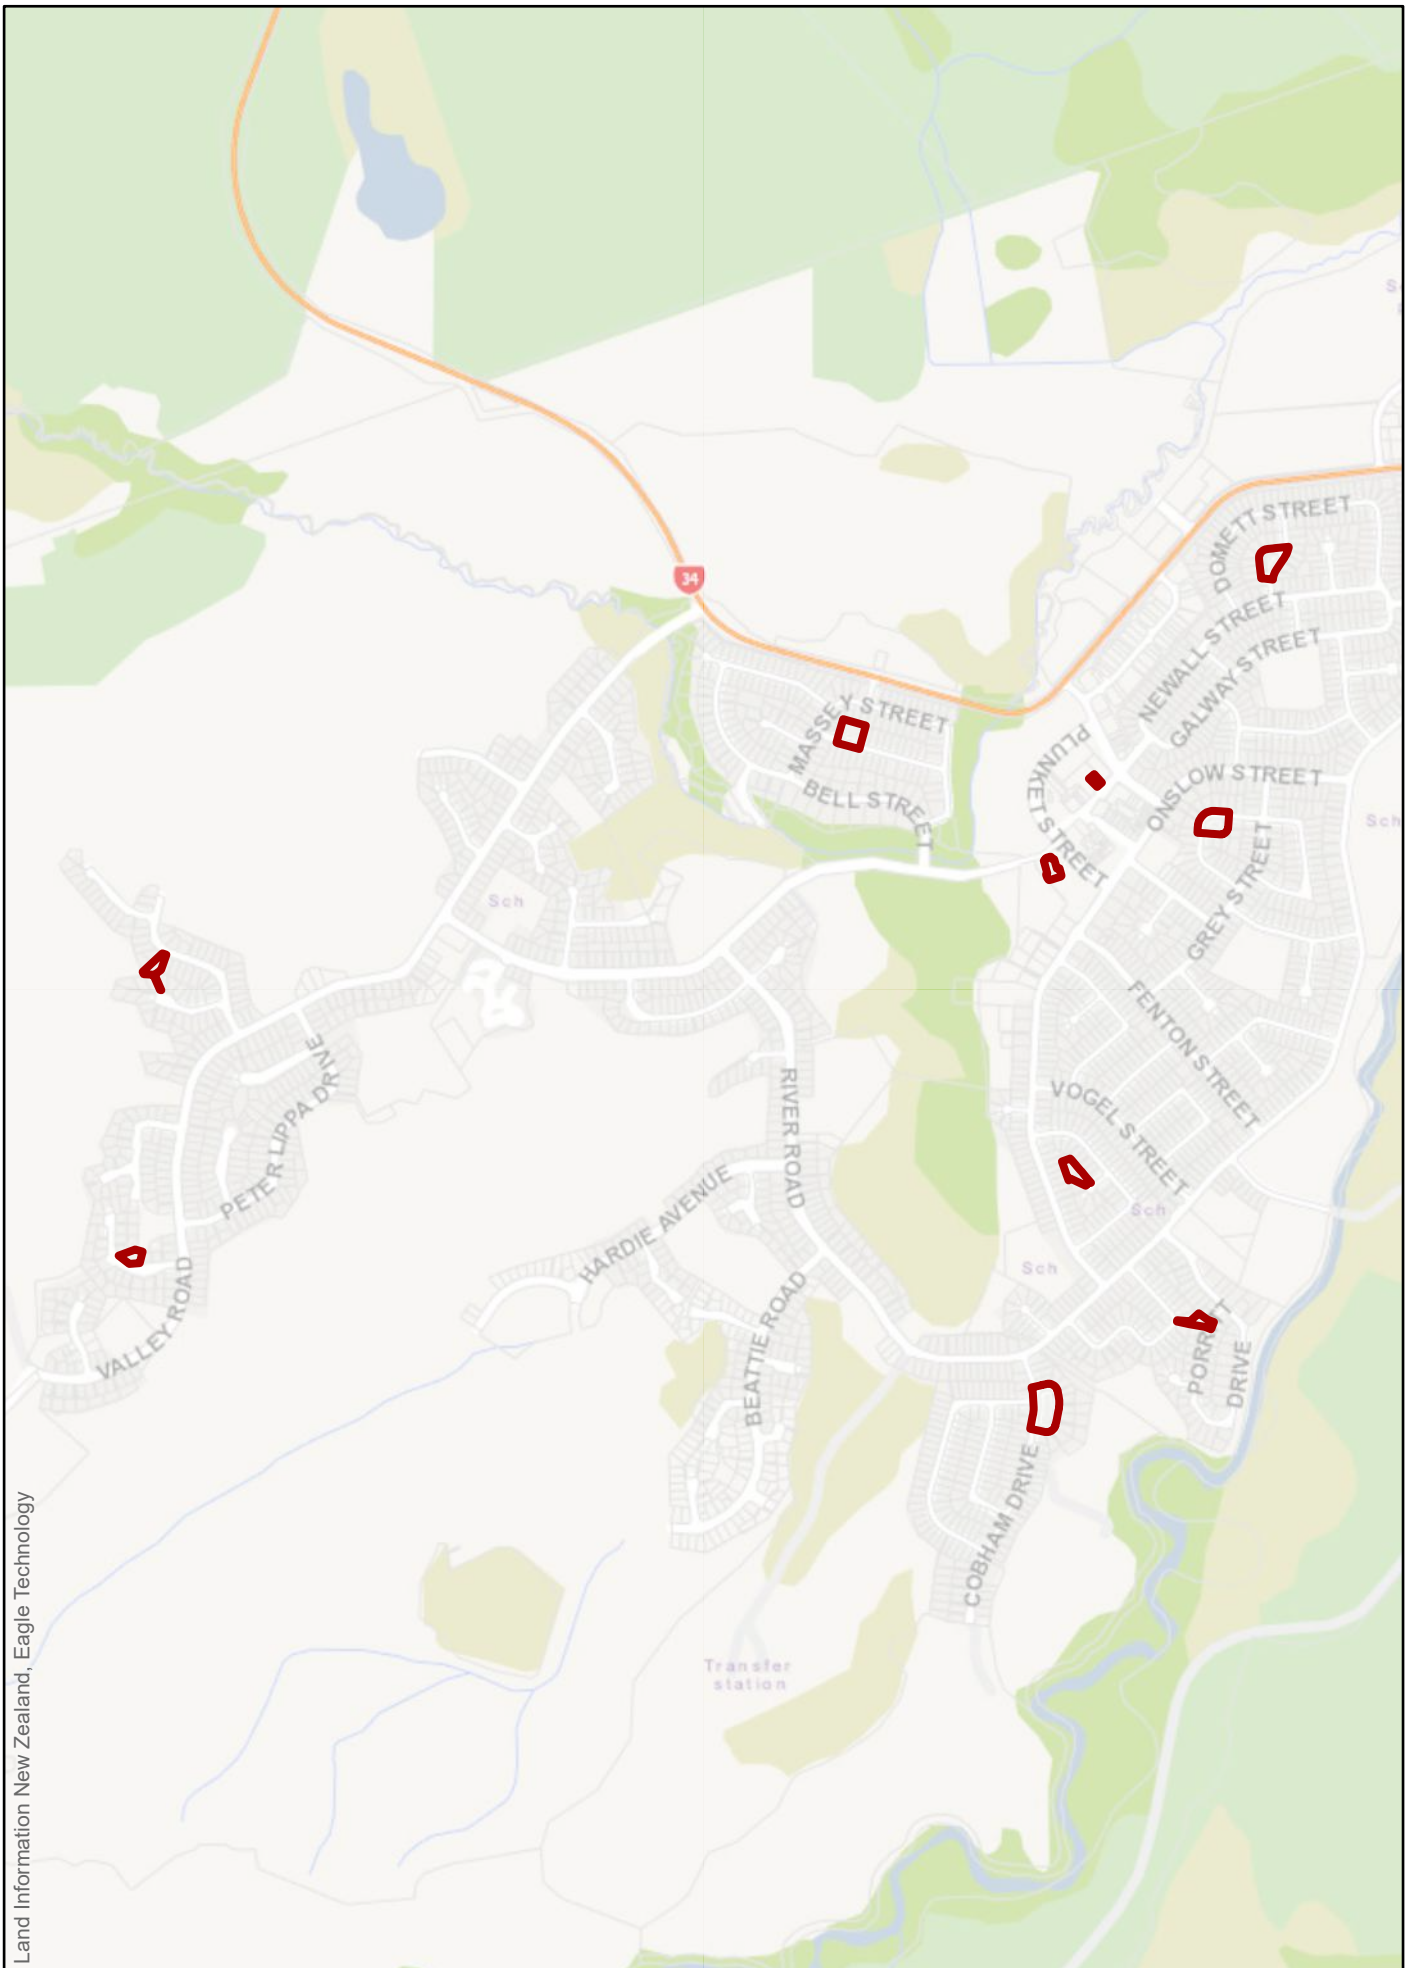 S
DOMETT STREET
34
NEWALL STREET
GALWAY STREET
MASSEY STREET
PLUNKET STREET
ONSLOW STREET
BELL STREET
Sch
GREY STREET
Sch
FENTON STREET
PETER LIPPA DRIVE
RIVER ROAD
VOGEL STREET
HARDIE AVENUE
Sch
Sch
VALLEY ROAD
BEATTIE ROAD
PORRITT
DRIVE
COBHAM DRIVE
Transfer
station
Land Information New Zealand, Eagle Technology